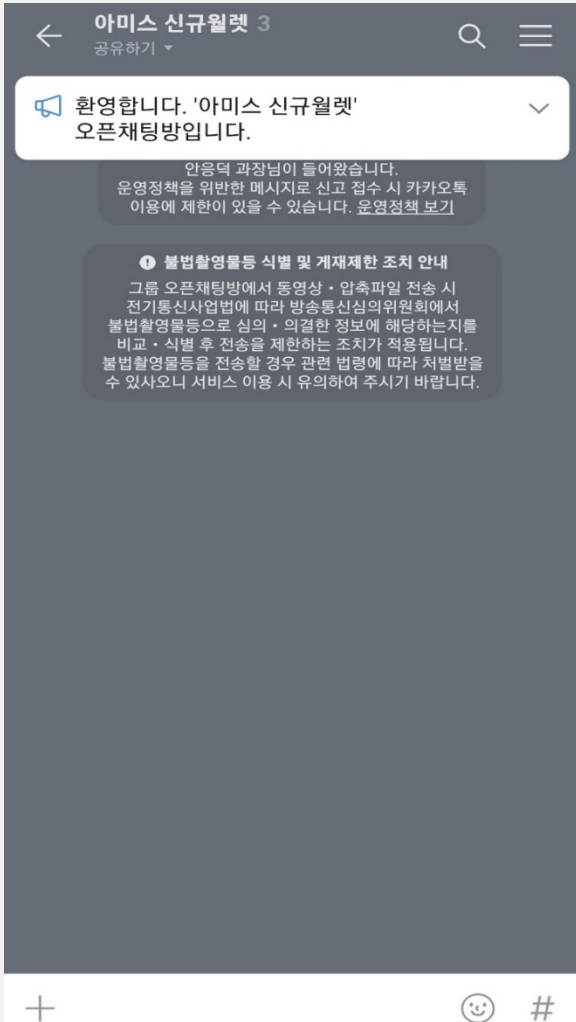 아미스 신규월렛 3
공유하기
환영합니다. '아미스 신규월렛'
오픈채팅방입니다.
안응덕 과장님이 들어왔습니다.
운영정책을 위반한 메시지로 신고 접수 시 카카오톡
이용에 제한이 있을 수 있습니다. 운영정책 보기
불법촬영물등 식별 및 게재제한 조치 안내
그룹 오픈채팅방에서 동영상・압축파일 전송 시
전기통신사업법에 따라 방송통신심의위원회에서
불법촬영물등으로 심의・의결한 정보에 해당하는지를
비교・식별 후 전송을 제한하는 조치가 적용됩니다.
불법촬영물등을 전송할 경우 관련 법령에 따라 처벌받을
수 있사오니 서비스 이용 시 유의하여 주시기 바랍니다.
#